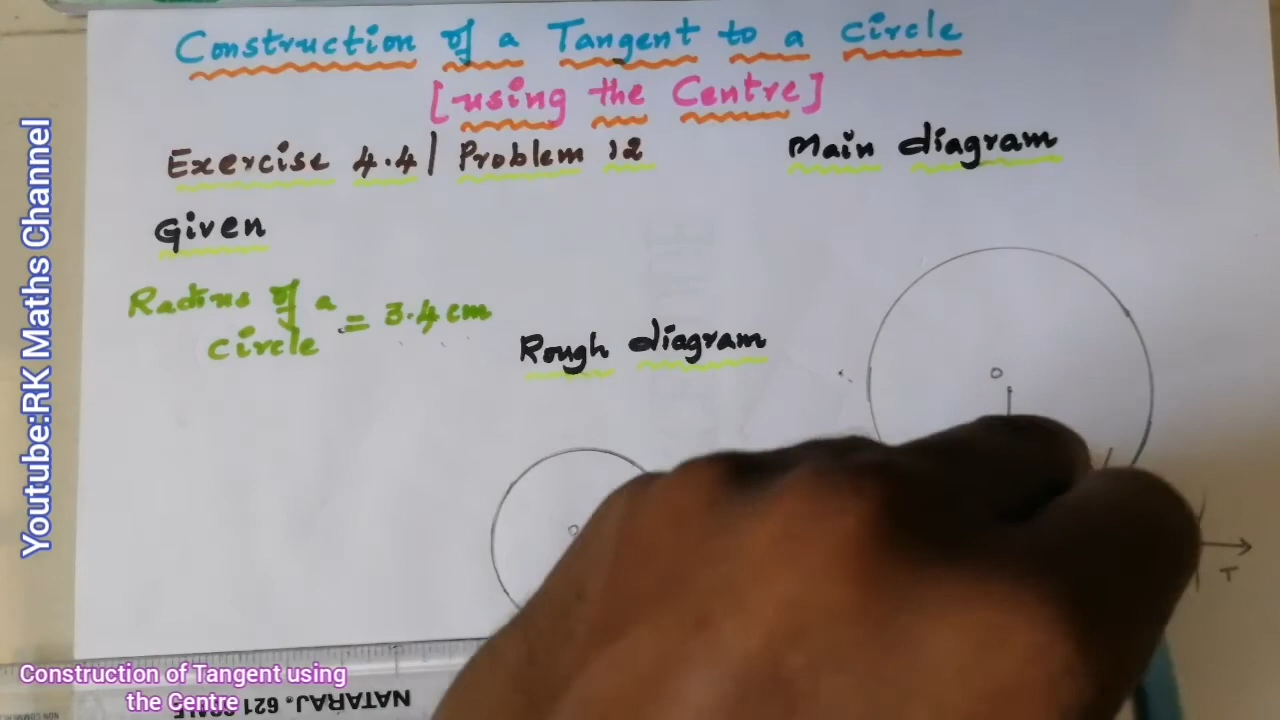 Construction of a Tangent to a circle
[using the Centre]
Exercise 4.4| Problem 12
Main diagram
Given
Radius of a
circle = 3.4 cm
Rough diagram
O
O
T
Youtube:RK Maths Channel
Construction of Tangent using
the Centre
NATARAJ. 621